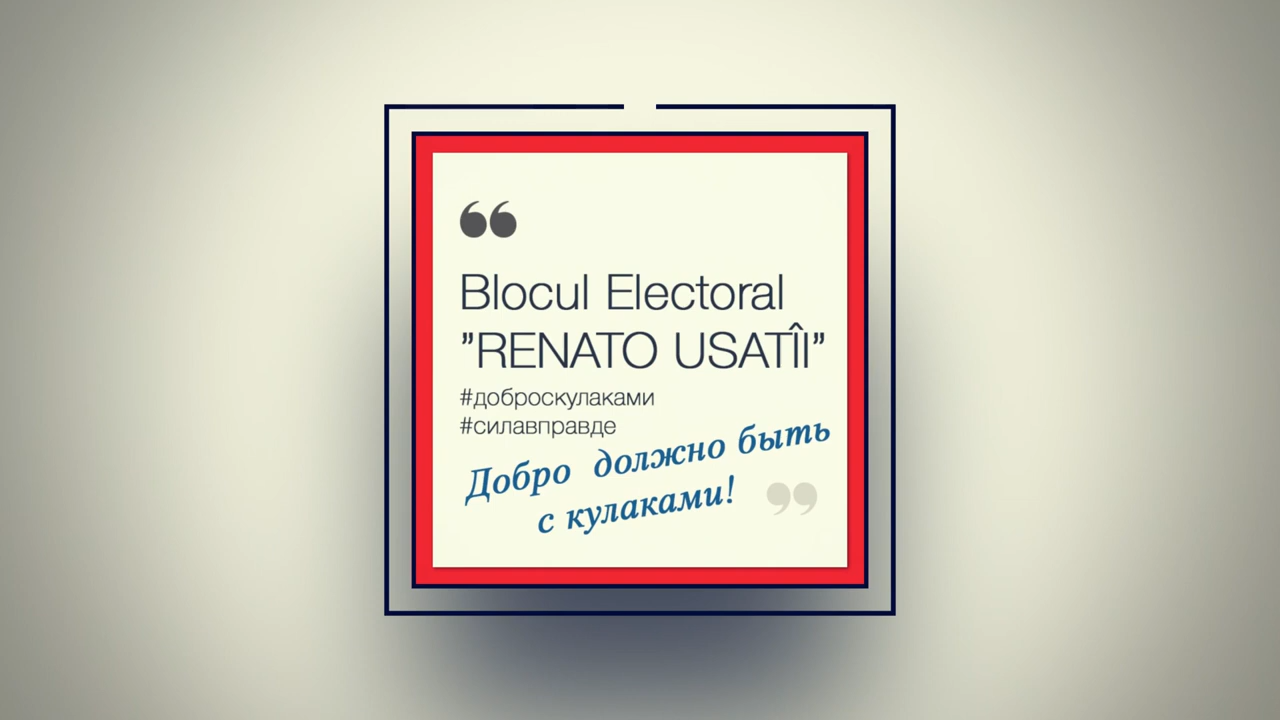 “
Blocul Electoral
”RENATO USATÎI”
#доброскулаками
#силавправде
Добро должно быть
с кулаками!
”